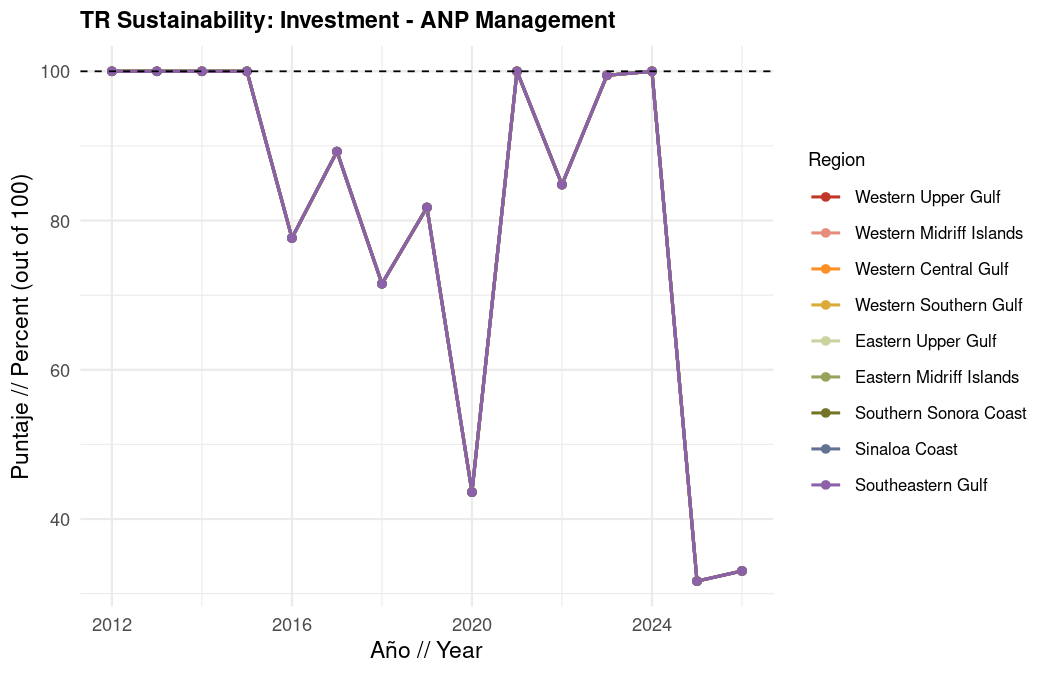 TR Sustainability: Investment - ANP Management
Puntaje // Percent (out of 100)
100
80
60
40
2012
2016
2020
2024
Año // Year
Region
Western Upper Gulf
Western Midriff Islands
Western Central Gulf
Western Southern Gulf
Eastern Upper Gulf
Eastern Midriff Islands
Southern Sonora Coast
Sinaloa Coast
Southeastern Gulf